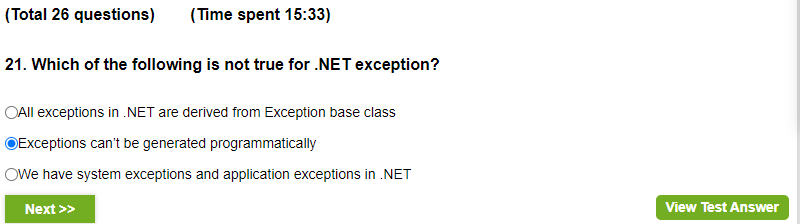 (Total 26 questions) (Time spent 15:33)
21. Which of the following is not true for .NET exception?
All exceptions in .NET are derived from Exception base class
Exceptions can't be generated programmatically
We have system exceptions and application exceptions in .NET
Next >> View Test Answer